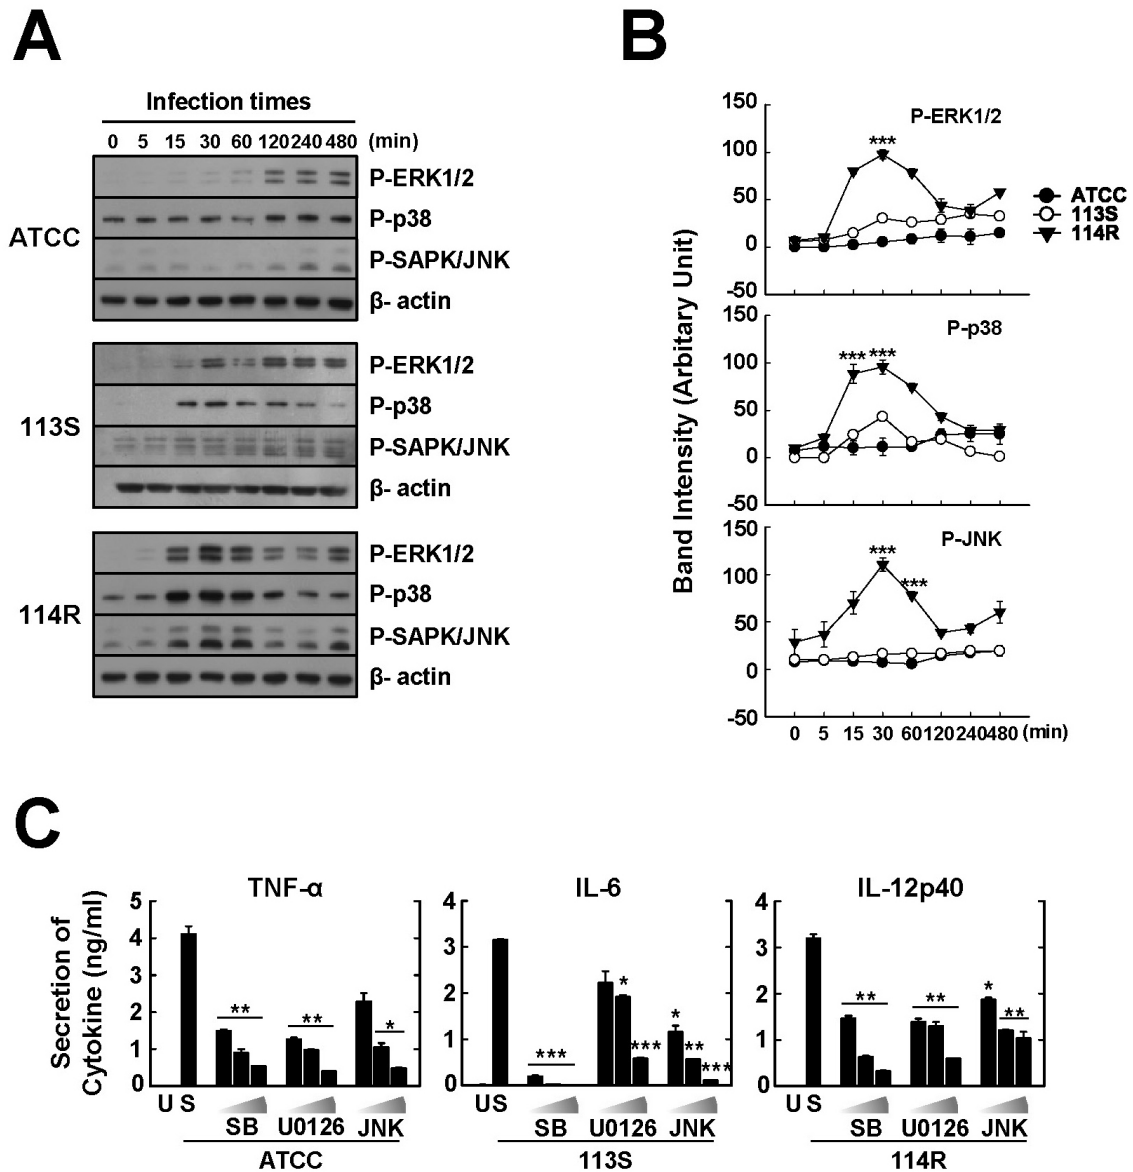 A
Infection times
0 5 15 30 60 120 240 480 (min)
ATCC
P-ERK1/2
P-p38
P-SAPK/JNK
β- actin
113S
P-ERK1/2
P-p38
P-SAPK/JNK
β- actin
114R
P-ERK1/2
P-p38
P-SAPK/JNK
β- actin
B
Band Intensity (Arbitary Unit)
P-ERK1/2
150
100
50
0
-50
***
ATCC
113S
114R
P-p38
150
100
50
0
-50
*** ***
P-JNK
150
100
50
0
-50
***
***
0 5 15 30 60 120 240 480 (min)
C
Secretion of
Cytokine (ng/ml)
TNF-α
5
4
3
2
1
0
** ** *
U S
SB U0126 JNK
ATCC
IL-6
4
3
2
1
0
*** * *** * ** ***
U S
SB U0126 JNK
113S
IL-12p40
4
3
2
1
0
** ** * **
U S
SB U0126 JNK
114R